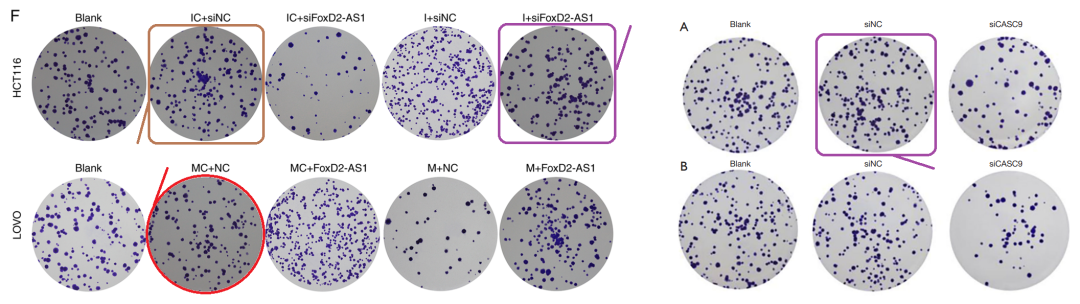 F
Blank IC+siNC IC+siFoxD2-AS1 I+siNC I+siFoxD2-AS1
HCT116
Blank MC+NC MC+FoxD2-AS1 M+NC M+FoxD2-AS1
LOVO
A
Blank siNC siCASC9
B
Blank siNC siCASC9